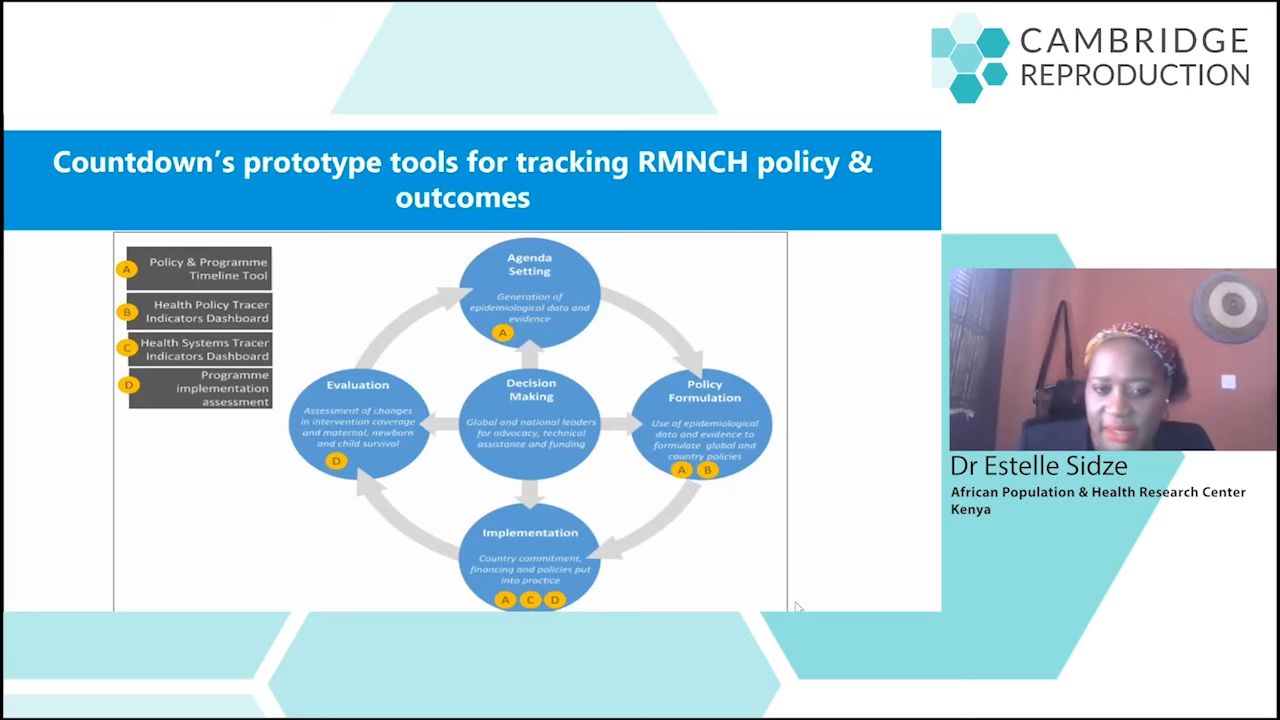 CAMBRIDGE
REPRODUCTION
Countdown's prototype tools for tracking RMNCH policy &
outcomes
A
Policy & Programme
Timeline Tool
B
Health Policy Tracer
Indicators Dashboard
C
Health Systems Tracer
Indicators Dashboard
D
Programme
implementation
assessment
Agenda
Setting
Generation of
epidemiological data and
evidence
A
Evaluation
Assessment of changes
in intervention coverage
and maternal, newborn
and child survival
D
Decision
Making
Global and national leaders
for advocacy, technical
assistance and funding
Policy
Formulation
Use of epidemiological
data and evidence to
formulate global and
country policies
A B
Implementation
Country commitment,
financing and policies put
into practice
A C D
Dr Estelle Sidze
African Population & Health Research Center
Kenya